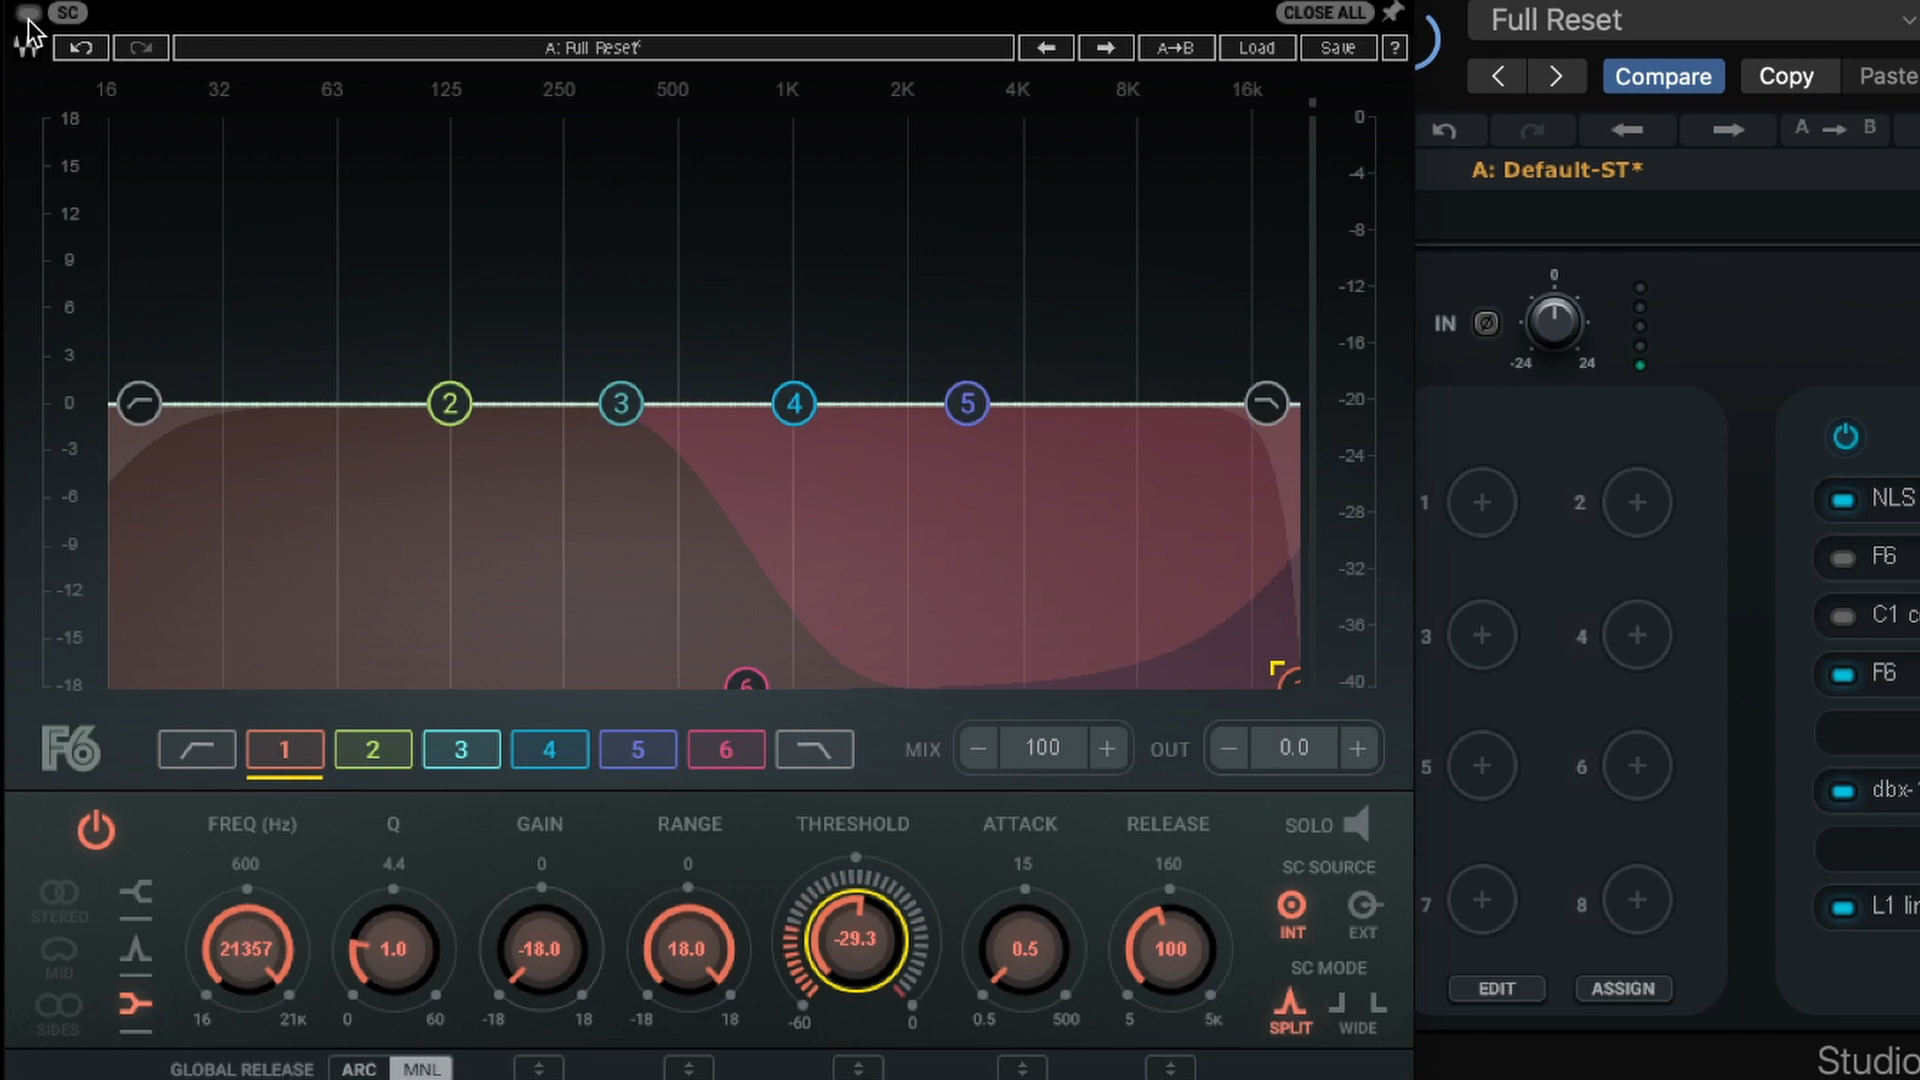 SC
CLOSE ALL
A: Full Reset*
A→B
Load
Save
?
16 32 63 125 250 500 1K 2K 4K 8K 16k
18
15
12
9
6
3
0
-3
-6
-9
-12
-15
-18
0
-4
-8
-12
-16
-20
-24
-28
-32
-36
-40
2 3 4 5
6
F6
1 2 3 4 5 6
MIX
− 100 +
OUT
− 0.0 +
FREQ (Hz) Q GAIN RANGE THRESHOLD ATTACK RELEASE
600 4.4 0 0 15 160
21357 1.0 -18.0 18.0 -29.3 0.5 100
16 21K 0 60 -18 18 -18 18 -60 0 0.5 500 5 5K
STEREO
MID
SIDES
SOLO
SC SOURCE
INT EXT
SC MODE
SPLIT WIDE
GLOBAL RELEASE ARC MNL
Full Reset
Compare Copy Paste
A → B
A: Default-ST*
0
IN
-24 24
1 + 2 +
3 + 4 +
5 + 6 +
7 + 8 +
EDIT ASSIGN
NLS
F6
C1 c
F6
dbx-
L1 li
Studio